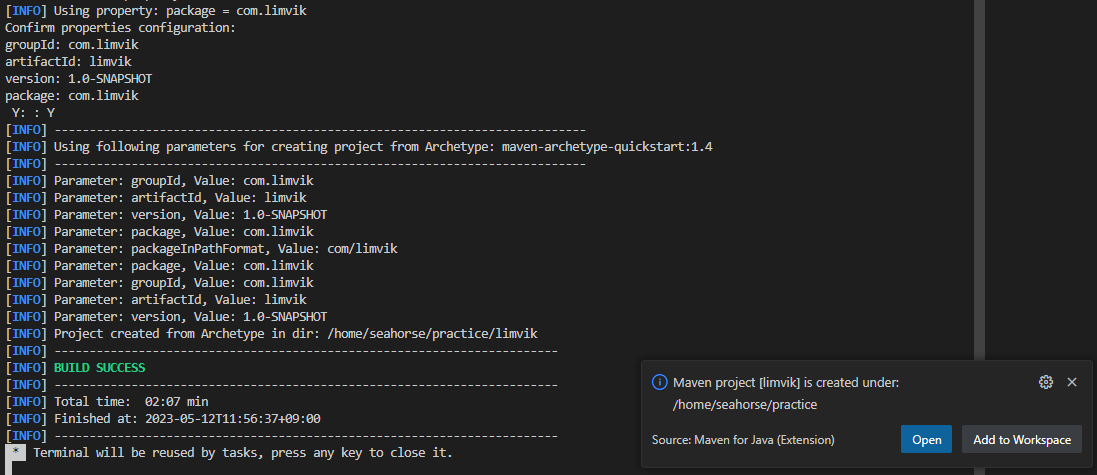 [INFO] Using property: package = com.limvik
Confirm properties configuration:
groupId: com.limvik
artifactId: limvik
version: 1.0-SNAPSHOT
package: com.limvik
 Y: : Y
[INFO] ----------------------------------------------------------------------------
[INFO] Using following parameters for creating project from Archetype: maven-archetype-quickstart:1.4
[INFO] ----------------------------------------------------------------------------
[INFO] Parameter: groupId, Value: com.limvik
[INFO] Parameter: artifactId, Value: limvik
[INFO] Parameter: version, Value: 1.0-SNAPSHOT
[INFO] Parameter: package, Value: com.limvik
[INFO] Parameter: packageInPathFormat, Value: com/limvik
[INFO] Parameter: package, Value: com.limvik
[INFO] Parameter: groupId, Value: com.limvik
[INFO] Parameter: artifactId, Value: limvik
[INFO] Parameter: version, Value: 1.0-SNAPSHOT
[INFO] Project created from Archetype in dir: /home/seahorse/practice/limvik
[INFO] ------------------------------------------------------------------------
[INFO] BUILD SUCCESS
[INFO] ------------------------------------------------------------------------
[INFO] Total time:  02:07 min
[INFO] Finished at: 2023-05-12T11:56:37+09:00
[INFO] ------------------------------------------------------------------------
 *  Terminal will be reused by tasks, press any key to close it.
Maven project [limvik] is created under:
/home/seahorse/practice
Source: Maven for Java (Extension)
Open
Add to Workspace